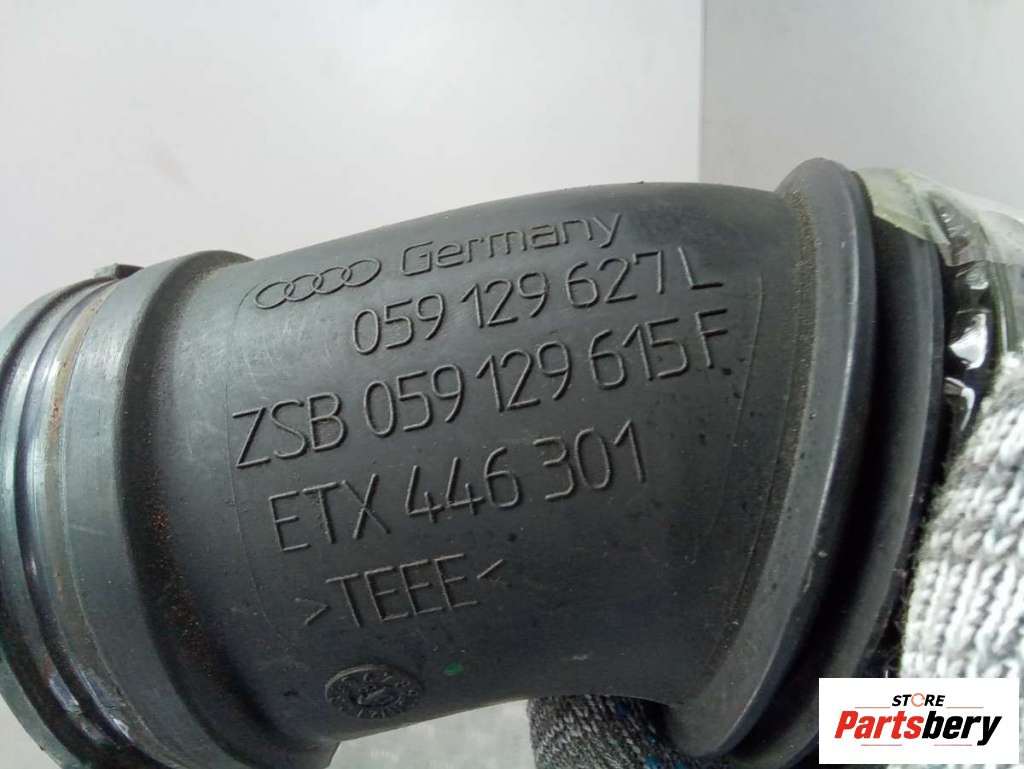 Germany
059 129 627 L
ZSB 059 129 615 F
ETX 446 301
>TEEE<
STORE
Partsbery